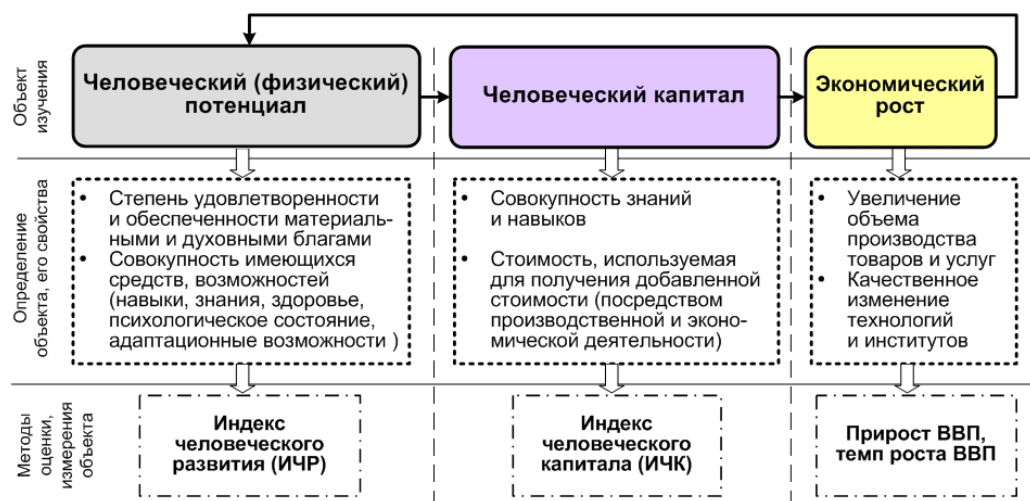 Объект
изучения
Человеческий (физический)
потенциал
Человеческий капитал
Экономический
рост
Определение
объекта, его свойства
• Степень удовлетворенности
и обеспеченности материаль-
ными и духовными благами
• Совокупность имеющихся
средств, возможностей
(навыки, знания, здоровье,
психологическое состояние,
адаптационные возможности )
• Совокупность знаний
и навыков
• Стоимость, используемая
для получения добавленной
стоимости (посредством
производственной и эконо-
мической деятельности)
• Увеличение
объема
производства
товаров и услуг
• Качественное
изменение
технологий
и институтов
Методы
оценки,
измерения
объекта
Индекс
человеческого
развития (ИЧР)
Индекс
человеческого
капитала (ИЧК)
Прирост ВВП,
темп роста ВВП